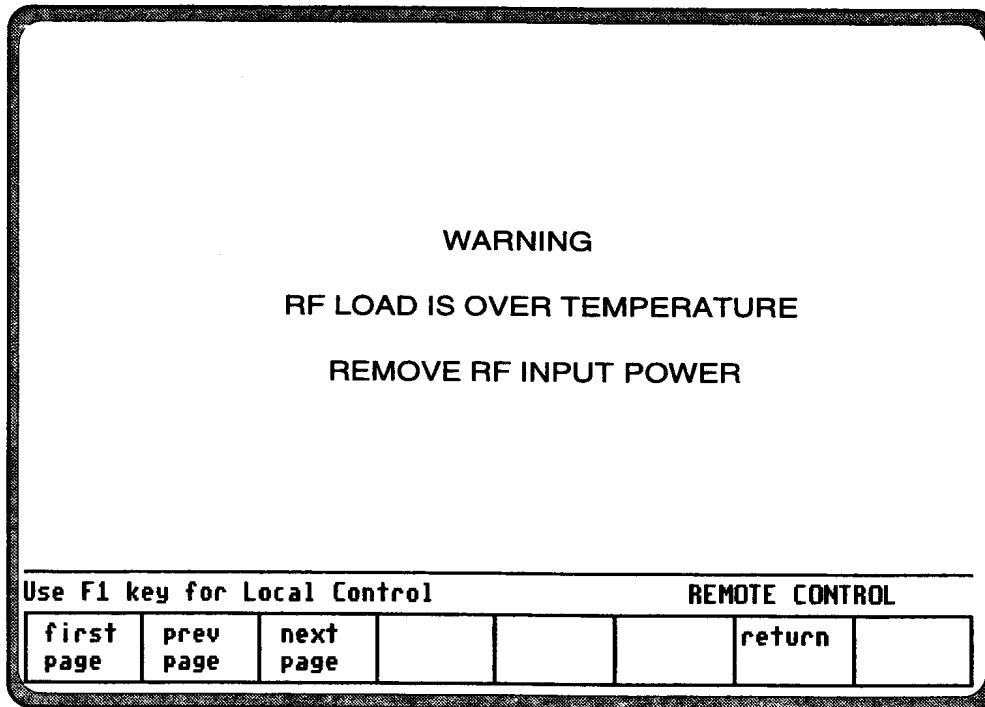 WARNING
RF LOAD IS OVER TEMPERATURE
REMOVE RF INPUT POWER
Use F1 key for Local Control REMOTE CONTROL
first page prev page next page return